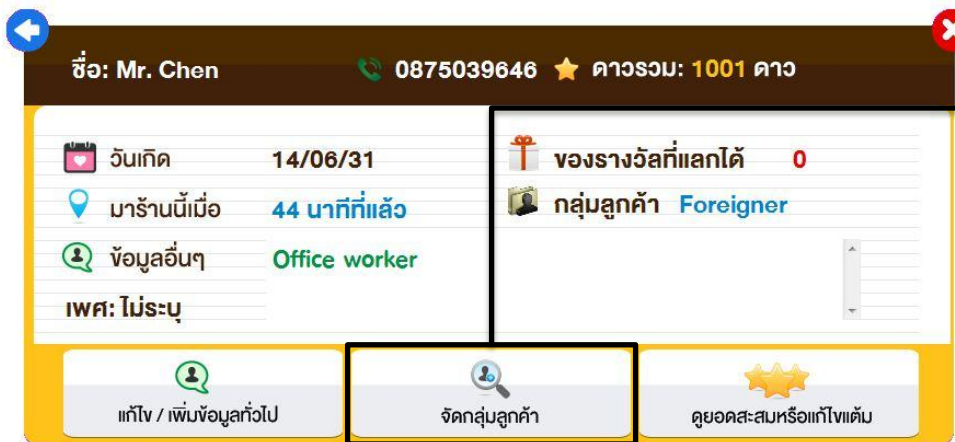 ชื่อ: Mr. Chen 0875039646 ดาวรวม: 1001 ดาว
วันเกิด 14/06/31 ของรางวัลที่แลกได้ 0
มาร้านนี้เมื่อ 44 นาทีที่แล้ว กลุ่มลูกค้า Foreigner
ข้อมูลอื่นๆ Office worker
เพศ: ไม่ระบุ
แก้ไข / เพิ่มข้อมูลทั่วไป จัดกลุ่มลูกค้า ดูยอดสะสมหรือแก้ไขแต้ม